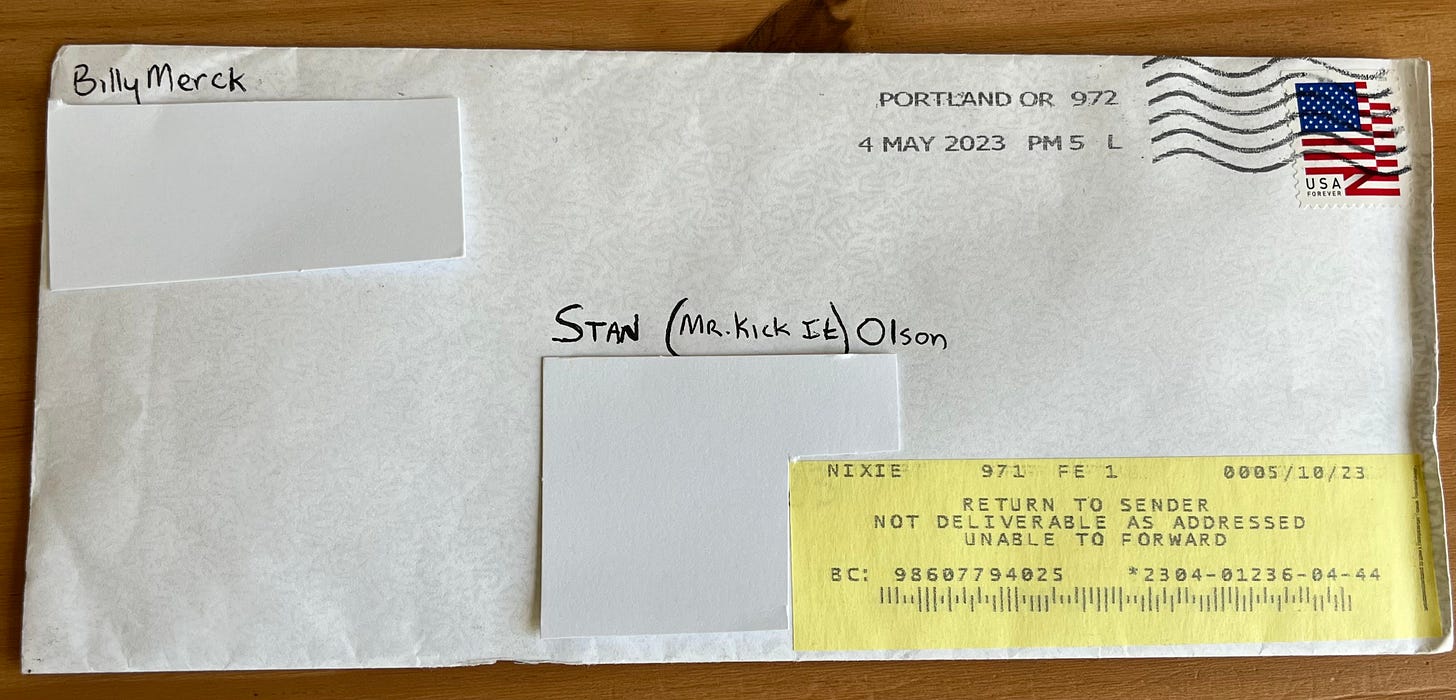 Billy Merck
PORTLAND OR 972
4 MAY 2023 PM 5 L
USA
FOREVER
STAN (MR. Kick It) Olson
NIXIE 971 FE 1 0005/10/23
RETURN TO SENDER
NOT DELIVERABLE AS ADDRESSED
UNABLE TO FORWARD
BC: 98607794025 *2304-01236-04-44